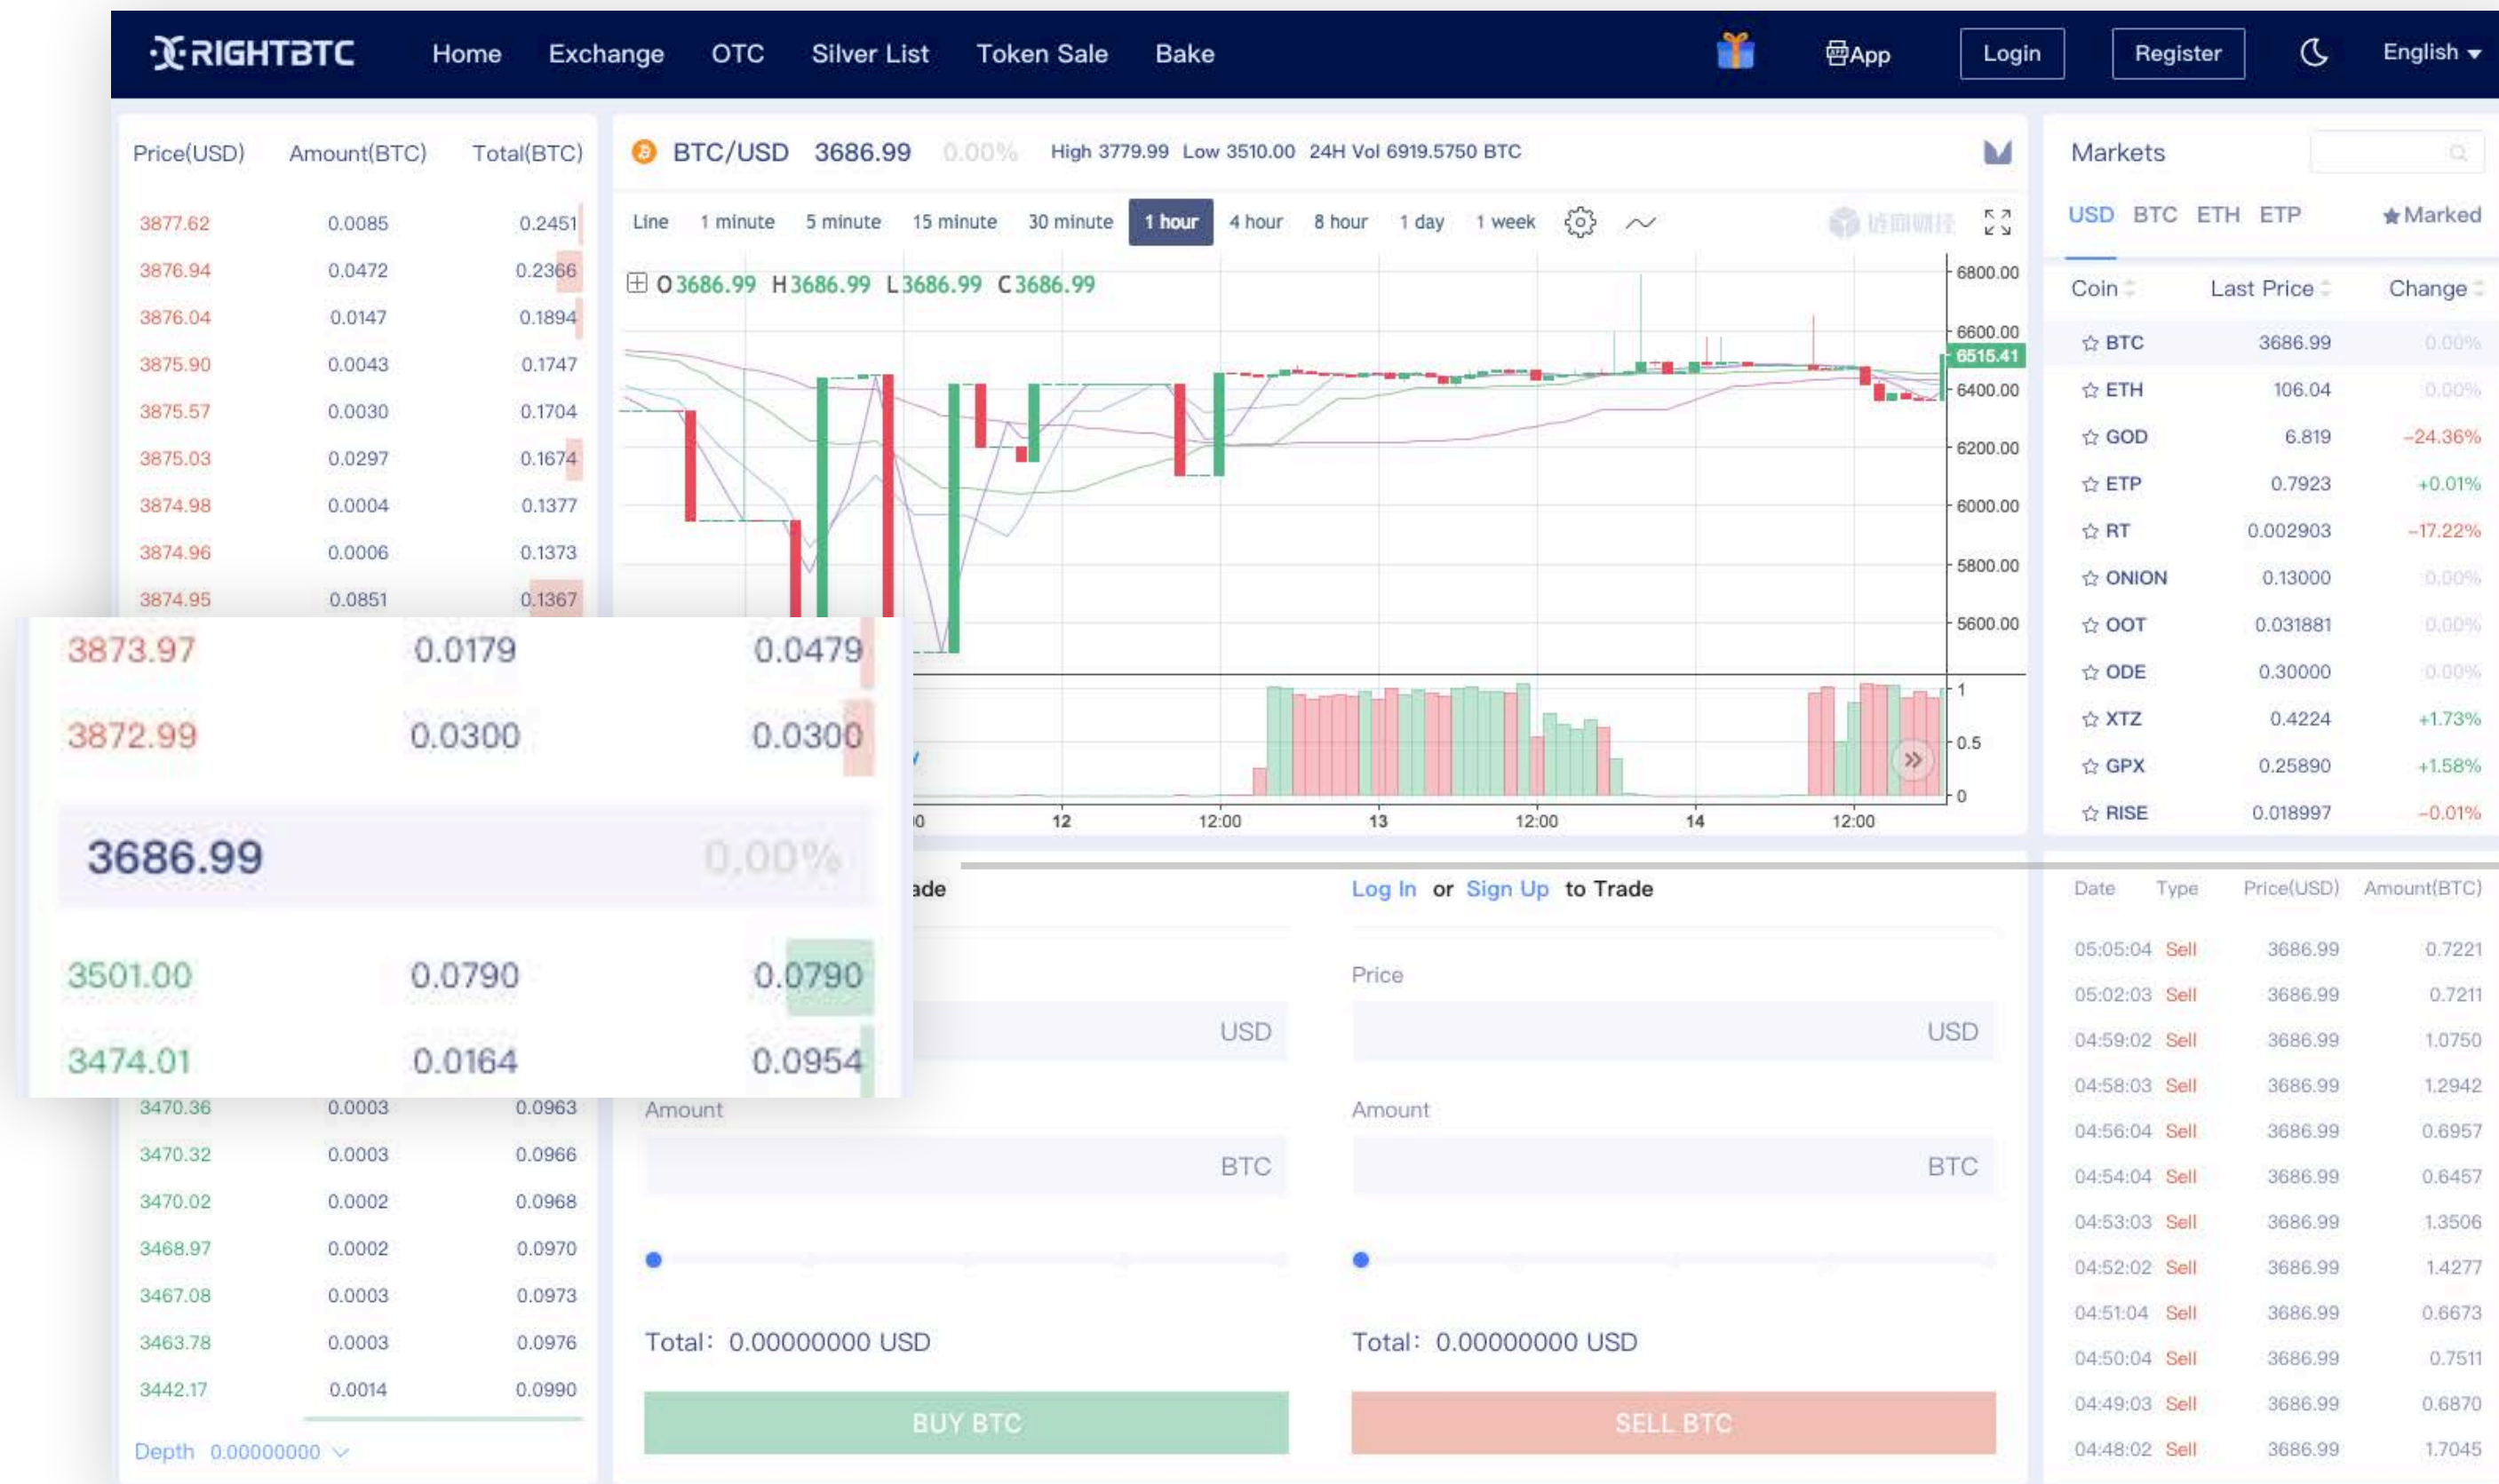 RIGHTBTC Home Exchange OTC Silver List Token Sale Bake App Login Register English
Price(USD) Amount(BTC) Total(BTC)
3877.62 0.0085 0.2451
3876.94 0.0472 0.2366
3876.04 0.0147 0.1894
3875.90 0.0043 0.1747
3875.57 0.0030 0.1704
3875.03 0.0297 0.1674
3874.98 0.0004 0.1377
3874.96 0.0006 0.1373
3874.95 0.0851 0.1367
3873.97 0.0179 0.0479
3872.99 0.0300 0.0300
3686.99 0.00%
3501.00 0.0790 0.0790
3474.01 0.0164 0.0954
3470.36 0.0003 0.0963
3470.32 0.0003 0.0966
3470.02 0.0002 0.0968
3468.97 0.0002 0.0970
3467.08 0.0003 0.0973
3463.78 0.0003 0.0976
3442.17 0.0014 0.0990
Depth 0.00000000
BTC/USD 3686.99 0.00% High 3779.99 Low 3510.00 24H Vol 6919.5750 BTC
Line 1 minute 5 minute 15 minute 30 minute 1 hour 4 hour 8 hour 1 day 1 week
O 3686.99 H 3686.99 L 3686.99 C 3686.99
6800.00
6600.00
6515.41
6400.00
6200.00
6000.00
5800.00
5600.00
1
0.5
0
12 12:00 13 12:00 14 12:00
ade
USD
Amount
BTC
Total: 0.00000000 USD
BUY BTC
Log In or Sign Up to Trade
Price
USD
Amount
BTC
Total: 0.00000000 USD
SELL BTC
Markets
USD BTC ETH ETP ★Marked
Coin Last Price Change
☆ BTC 3686.99 0.00%
☆ ETH 106.04 0.00%
☆ GOD 6.819 -24.36%
☆ ETP 0.7923 +0.01%
☆ RT 0.002903 -17.22%
☆ ONION 0.13000 0.00%
☆ OOT 0.031881 0.00%
☆ ODE 0.30000 0.00%
☆ XTZ 0.4224 +1.73%
☆ GPX 0.25890 +1.58%
☆ RISE 0.018997 -0.01%
Date Type Price(USD) Amount(BTC)
05:05:04 Sell 3686.99 0.7221
05:02:03 Sell 3686.99 0.7211
04:59:02 Sell 3686.99 1.0750
04:58:03 Sell 3686.99 1.2942
04:56:04 Sell 3686.99 0.6957
04:54:04 Sell 3686.99 0.6457
04:53:03 Sell 3686.99 1.3506
04:52:02 Sell 3686.99 1.4277
04:51:04 Sell 3686.99 0.6673
04:50:04 Sell 3686.99 0.7511
04:49:03 Sell 3686.99 0.6870
04:48:02 Sell 3686.99 1.7045